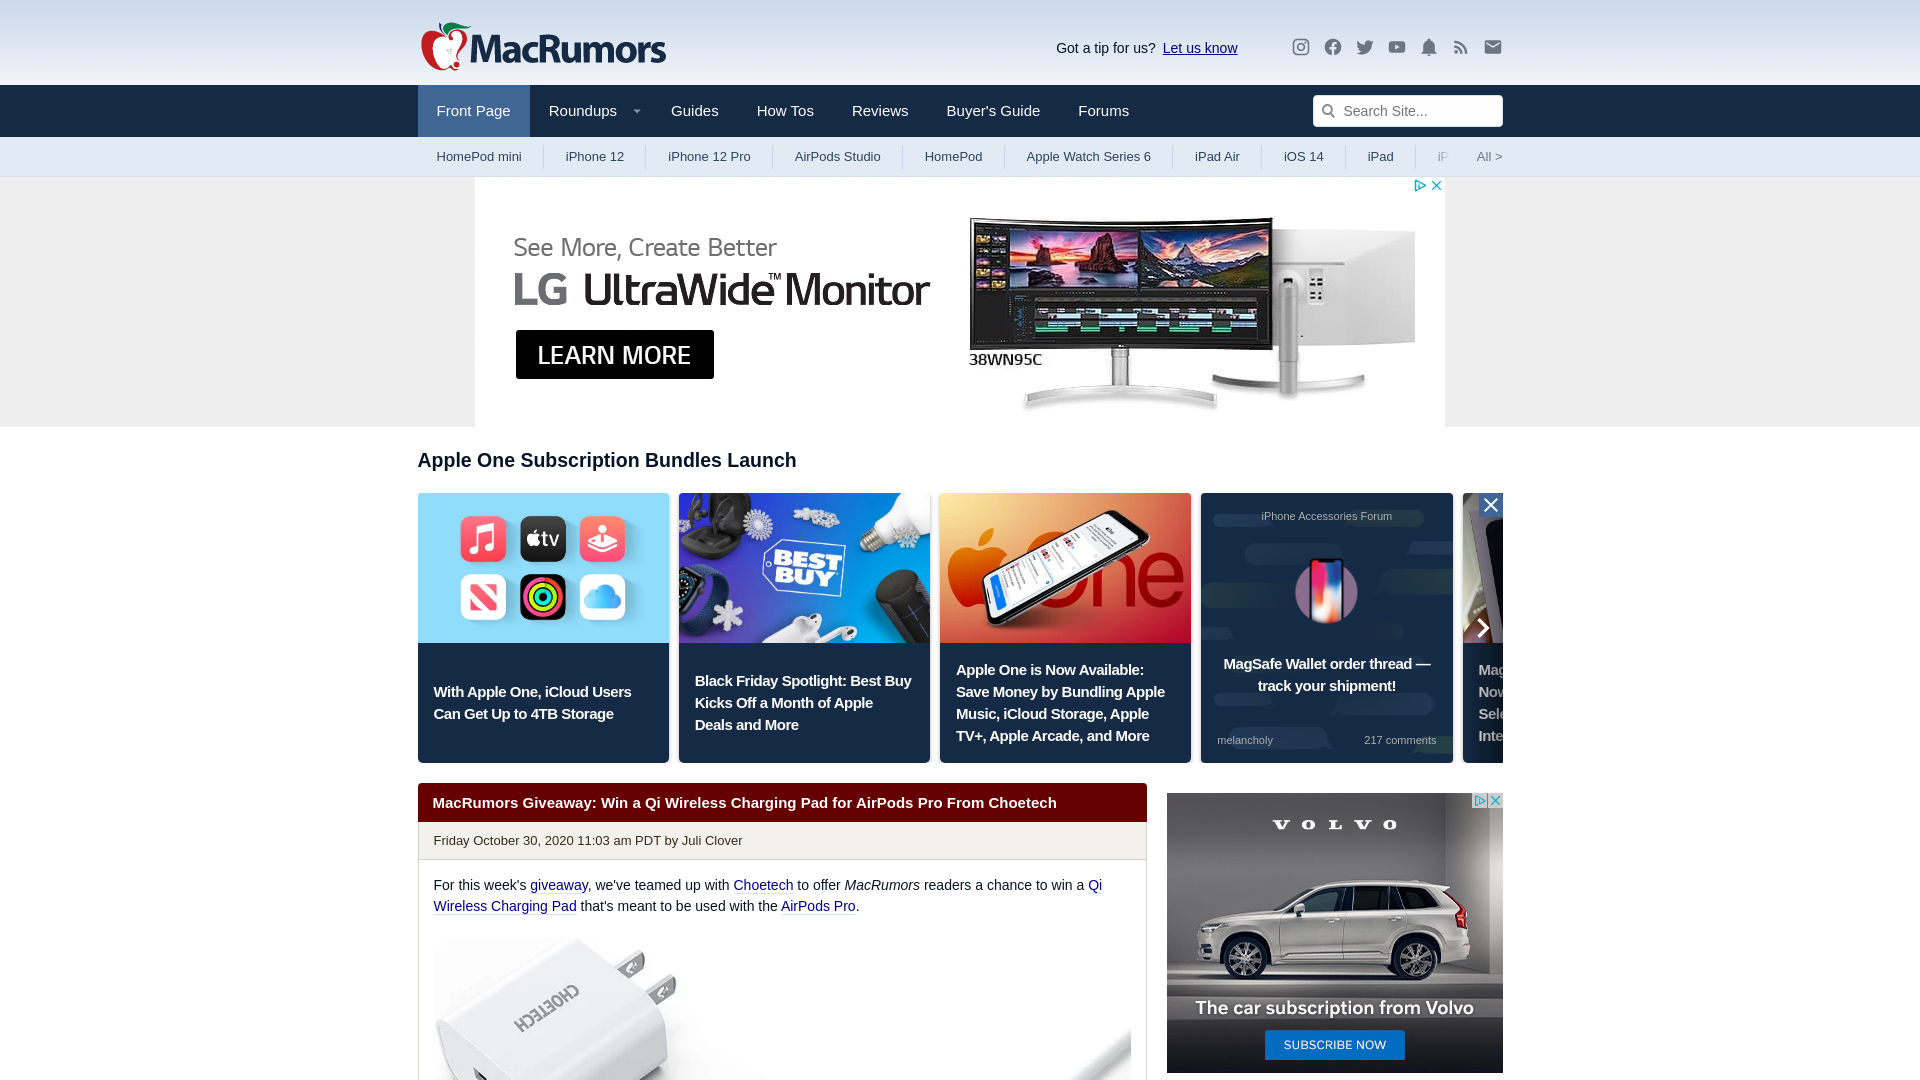 MacRumors
Got a tip for us? Let us know
Front Page
Roundups
Guides
How Tos
Reviews
Buyer's Guide
Forums
Search Site...
HomePod mini
iPhone 12
iPhone 12 Pro
AirPods Studio
HomePod
Apple Watch Series 6
iPad Air
iOS 14
iPad
iP
All >
See More, Create Better
LG UltraWide™ Monitor
LEARN MORE
38WN95C
Apple One Subscription Bundles Launch
tv
With Apple One, iCloud Users
Can Get Up to 4TB Storage
BEST
BUY
Black Friday Spotlight: Best Buy
Kicks Off a Month of Apple
Deals and More
One
Apple One is Now Available:
Save Money by Bundling Apple
Music, iCloud Storage, Apple
TV+, Apple Arcade, and More
iPhone Accessories Forum
MagSafe Wallet order thread —
track your shipment!
melancholy
217 comments
Mag
Now
Sele
Inte
MacRumors Giveaway: Win a Qi Wireless Charging Pad for AirPods Pro From Choetech
Friday October 30, 2020 11:03 am PDT by Juli Clover
For this week's giveaway, we've teamed up with Choetech to offer MacRumors readers a chance to win a Qi
Wireless Charging Pad that's meant to be used with the AirPods Pro.
CHOETECH
VOLVO
The car subscription from Volvo
SUBSCRIBE NOW